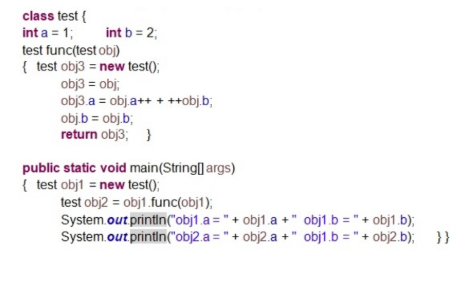 class test {
int a = 1; int b = 2;
test func(test obj)
{ test obj3 = new test();
obj3 = obj;
obj3.a = obj.a++ + ++obj.b;
obj.b = obj.b;
return obj3; }
public static void main(String[] args)
{ test obj1 = new test();
test obj2 = obj1.func(obj1);
System.out.println("obj1.a = " + obj1.a + " obj1.b = " + obj1.b);
System.out.println("obj2.a = " + obj2.a + " obj1.b = " + obj2.b); } }